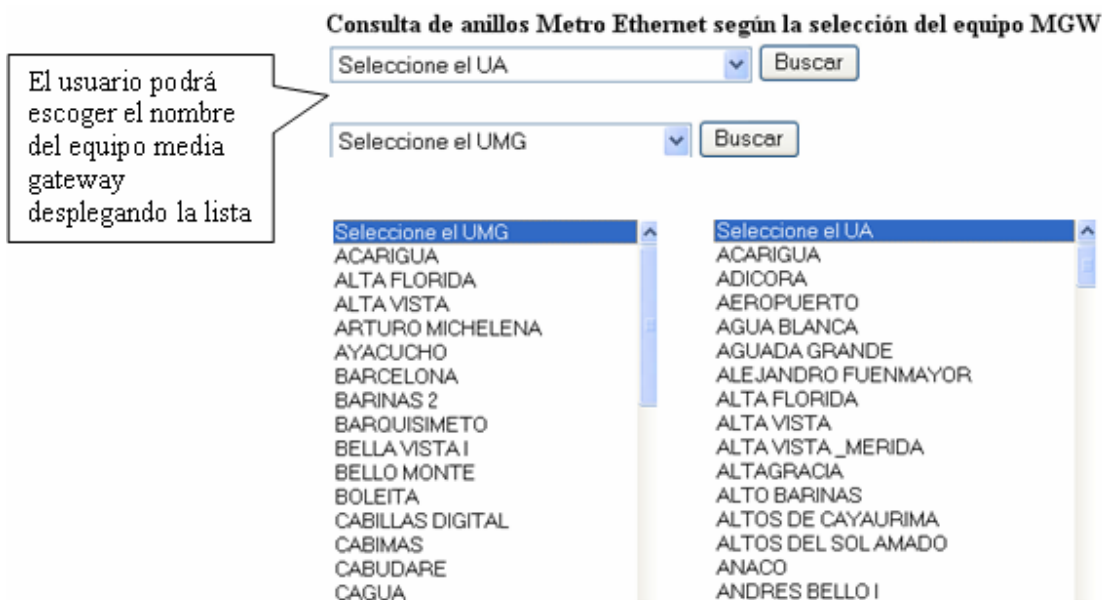 Consulta de anillos Metro Ethernet según la selección del equipo MGW
El usuario podrá
escoger el nombre
del equipo media
gateway
desplegando la lista
Seleccione el UA
Buscar
Seleccione el UMG
Buscar
Seleccione el UMG
ACARIGUA
ALTA FLORIDA
ALTA VISTA
ARTURO MICHELENA
AYACUCHO
BARCELONA
BARINAS 2
BARQUISIMETO
BELLA VISTA I
BELLO MONTE
BOLEITA
CABILLAS DIGITAL
CABIMAS
CABUDARE
CAGUA
Seleccione el UA
ACARIGUA
ADICORA
AEROPUERTO
AGUA BLANCA
AGUADA GRANDE
ALEJANDRO FUENMAYOR
ALTA FLORIDA
ALTA VISTA
ALTA VISTA_MERIDA
ALTAGRACIA
ALTO BARINAS
ALTOS DE CAYAURIMA
ALTOS DEL SOL AMADO
ANACO
ANDRES BELLO I